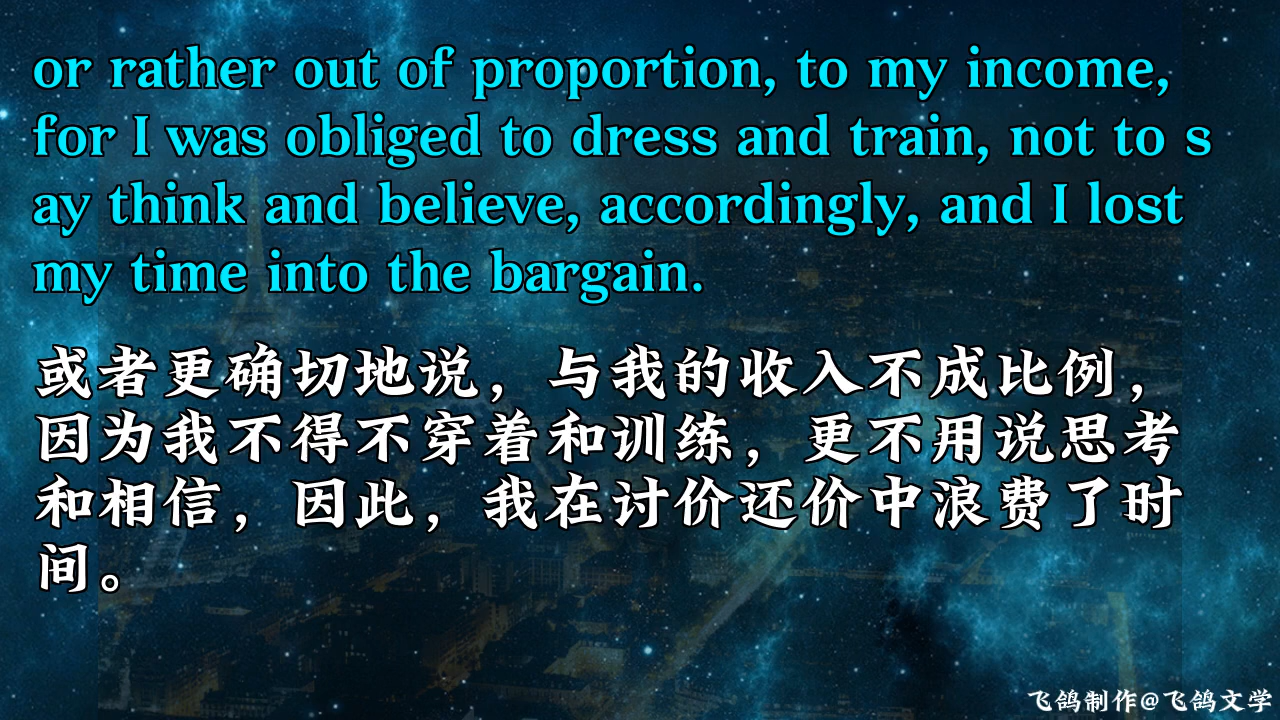 or rather out of proportion, to my income,
for I was obliged to dress and train, not to s
ay think and believe, accordingly, and I lost
my time into the bargain.
或者更确切地说，与我的收入不成比例，
因为我不得不穿着和训练，更不用说思考
和相信，因此，我在讨价还价中浪费了时
间。
飞鸽制作@飞鸽文学